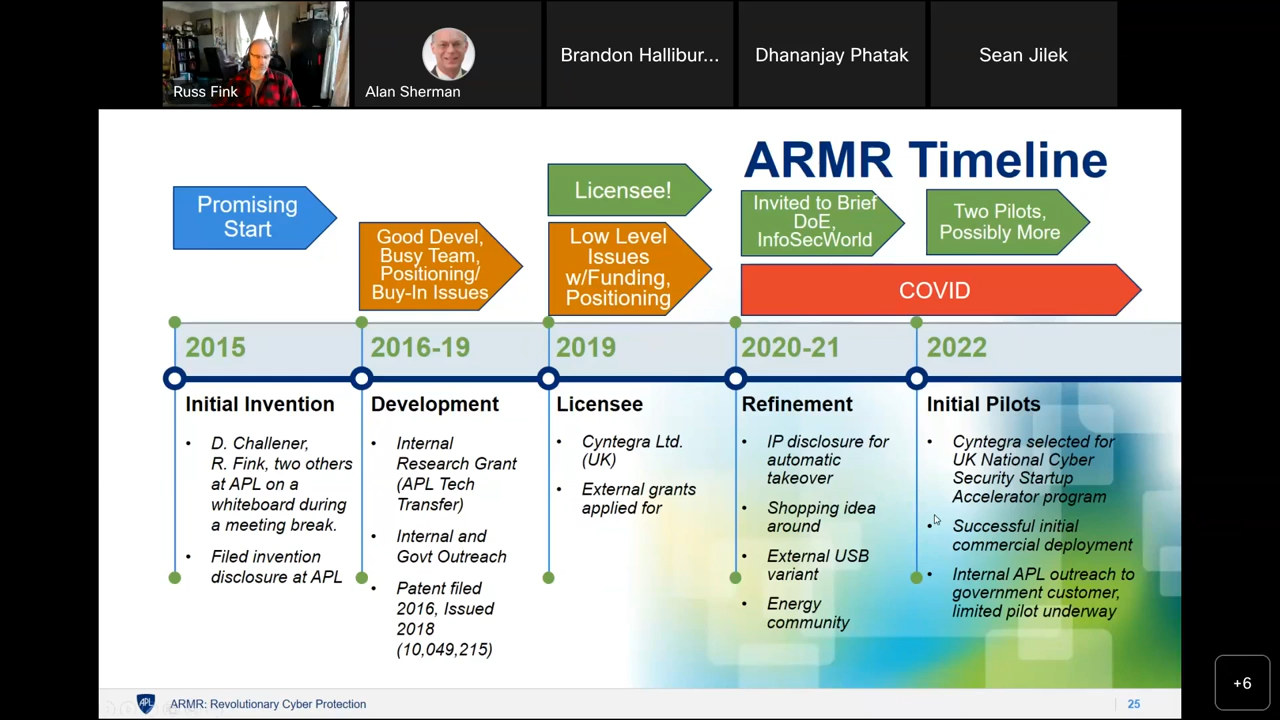 Russ Fink
Alan Sherman
Brandon Hallibur...
Dhananjay Phatak
Sean Jilek
ARMR Timeline
Promising
Start
Good Devel,
Busy Team,
Positioning/
Buy-In Issues
Licensee!
Low Level
Issues
w/Funding,
Positioning
Invited to Brief
DoE,
InfoSecWorld
Two Pilots,
Possibly More
COVID
2015
Initial Invention
• D. Challener,
R. Fink, two others
at APL on a
whiteboard during
a meeting break.
• Filed invention
disclosure at APL
2016-19
Development
• Internal
Research Grant
(APL Tech
Transfer)
• Internal and
Govt Outreach
• Patent filed
2016, Issued
2018
(10,049,215)
2019
Licensee
• Cyntegra Ltd.
(UK)
• External grants
applied for
2020-21
Refinement
• IP disclosure for
automatic
takeover
• Shopping idea
around
• External USB
variant
• Energy
community
2022
Initial Pilots
• Cyntegra selected for
UK National Cyber
Security Startup
Accelerator program
• Successful initial
commercial deployment
• Internal APL outreach to
government customer,
limited pilot underway
APL
ARMR: Revolutionary Cyber Protection
25
+6